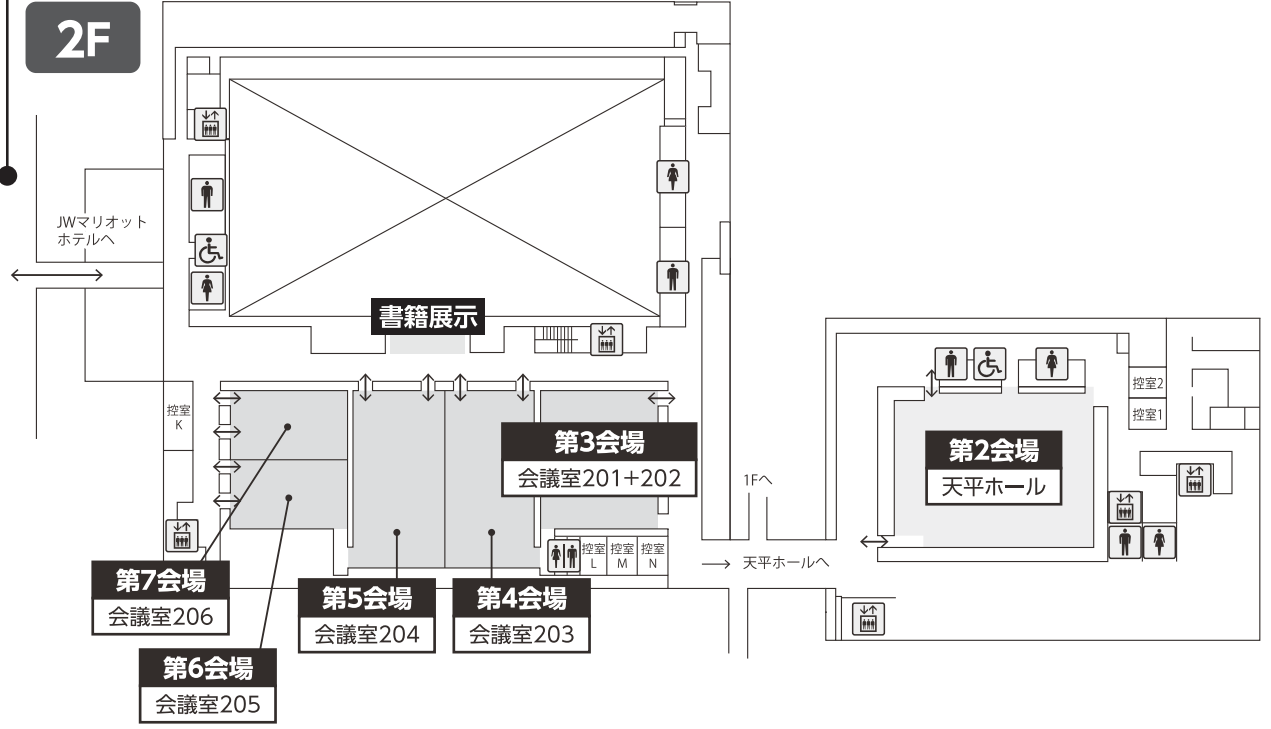 2F
JWマリオット
ホテルへ
書籍展示
控室
K
第3会場
会議室201+202
控室
L
控室
M
控室
N
第7会場
会議室206
第6会場
会議室205
第5会場
会議室204
第4会場
会議室203
1Fへ
天平ホールへ
第2会場
天平ホール
控室2
控室1